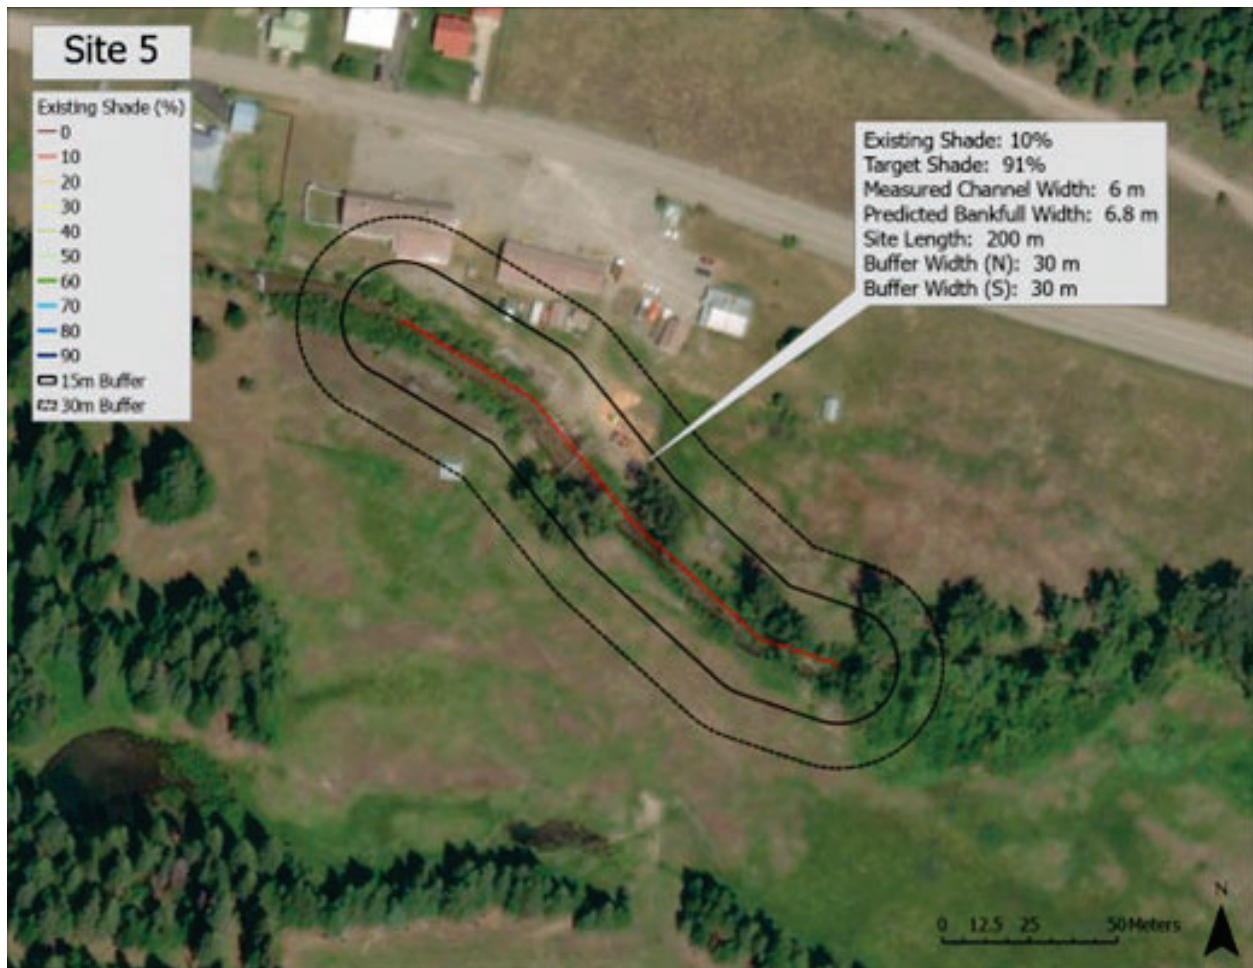 Site 5
Existing Shade (%)
0
10
20
30
40
50
60
70
80
90
15m Buffer
30m Buffer
Existing Shade: 10%
Target Shade: 91%
Measured Channel Width: 6 m
Predicted Bankfull Width: 6.8 m
Site Length: 200 m
Buffer Width (N): 30 m
Buffer Width (S): 30 m
N
0 12.5 25 50 Meters